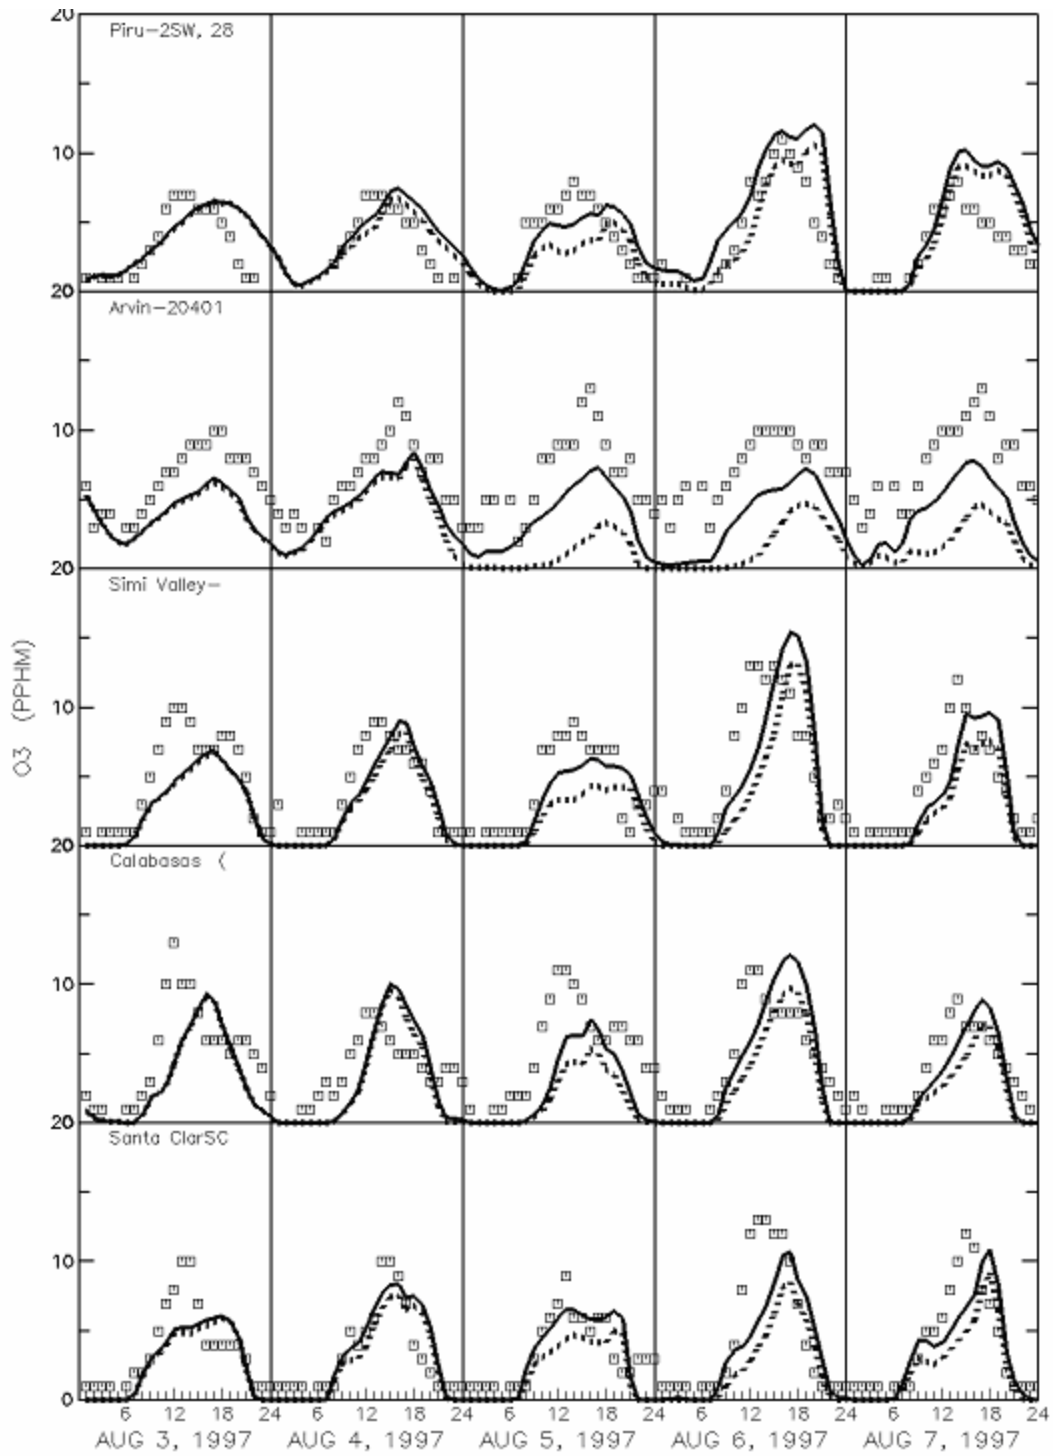 20
Piru-2SW, 28
10
20
Arvin-20401
10
20
Simi Valley-
10
O3 (PPHM)
20
Calabasas (
10
20
Santa ClarSC
10
0
6 12 18 24 6 12 18 24 6 12 18 24 6 12 18 24 6 12 18 24
AUG 3, 1997 AUG 4, 1997 AUG 5, 1997 AUG 6, 1997 AUG 7, 1997